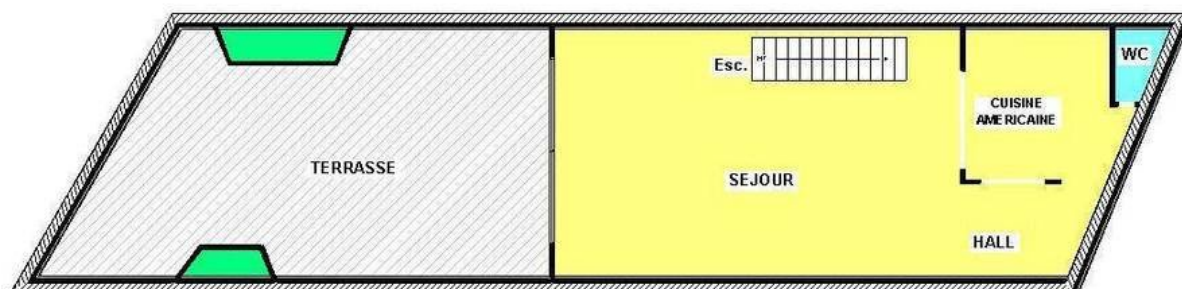 WC
Esc.
CUISINE
AMERICAINE
TERRASSE
SEJOUR
HALL